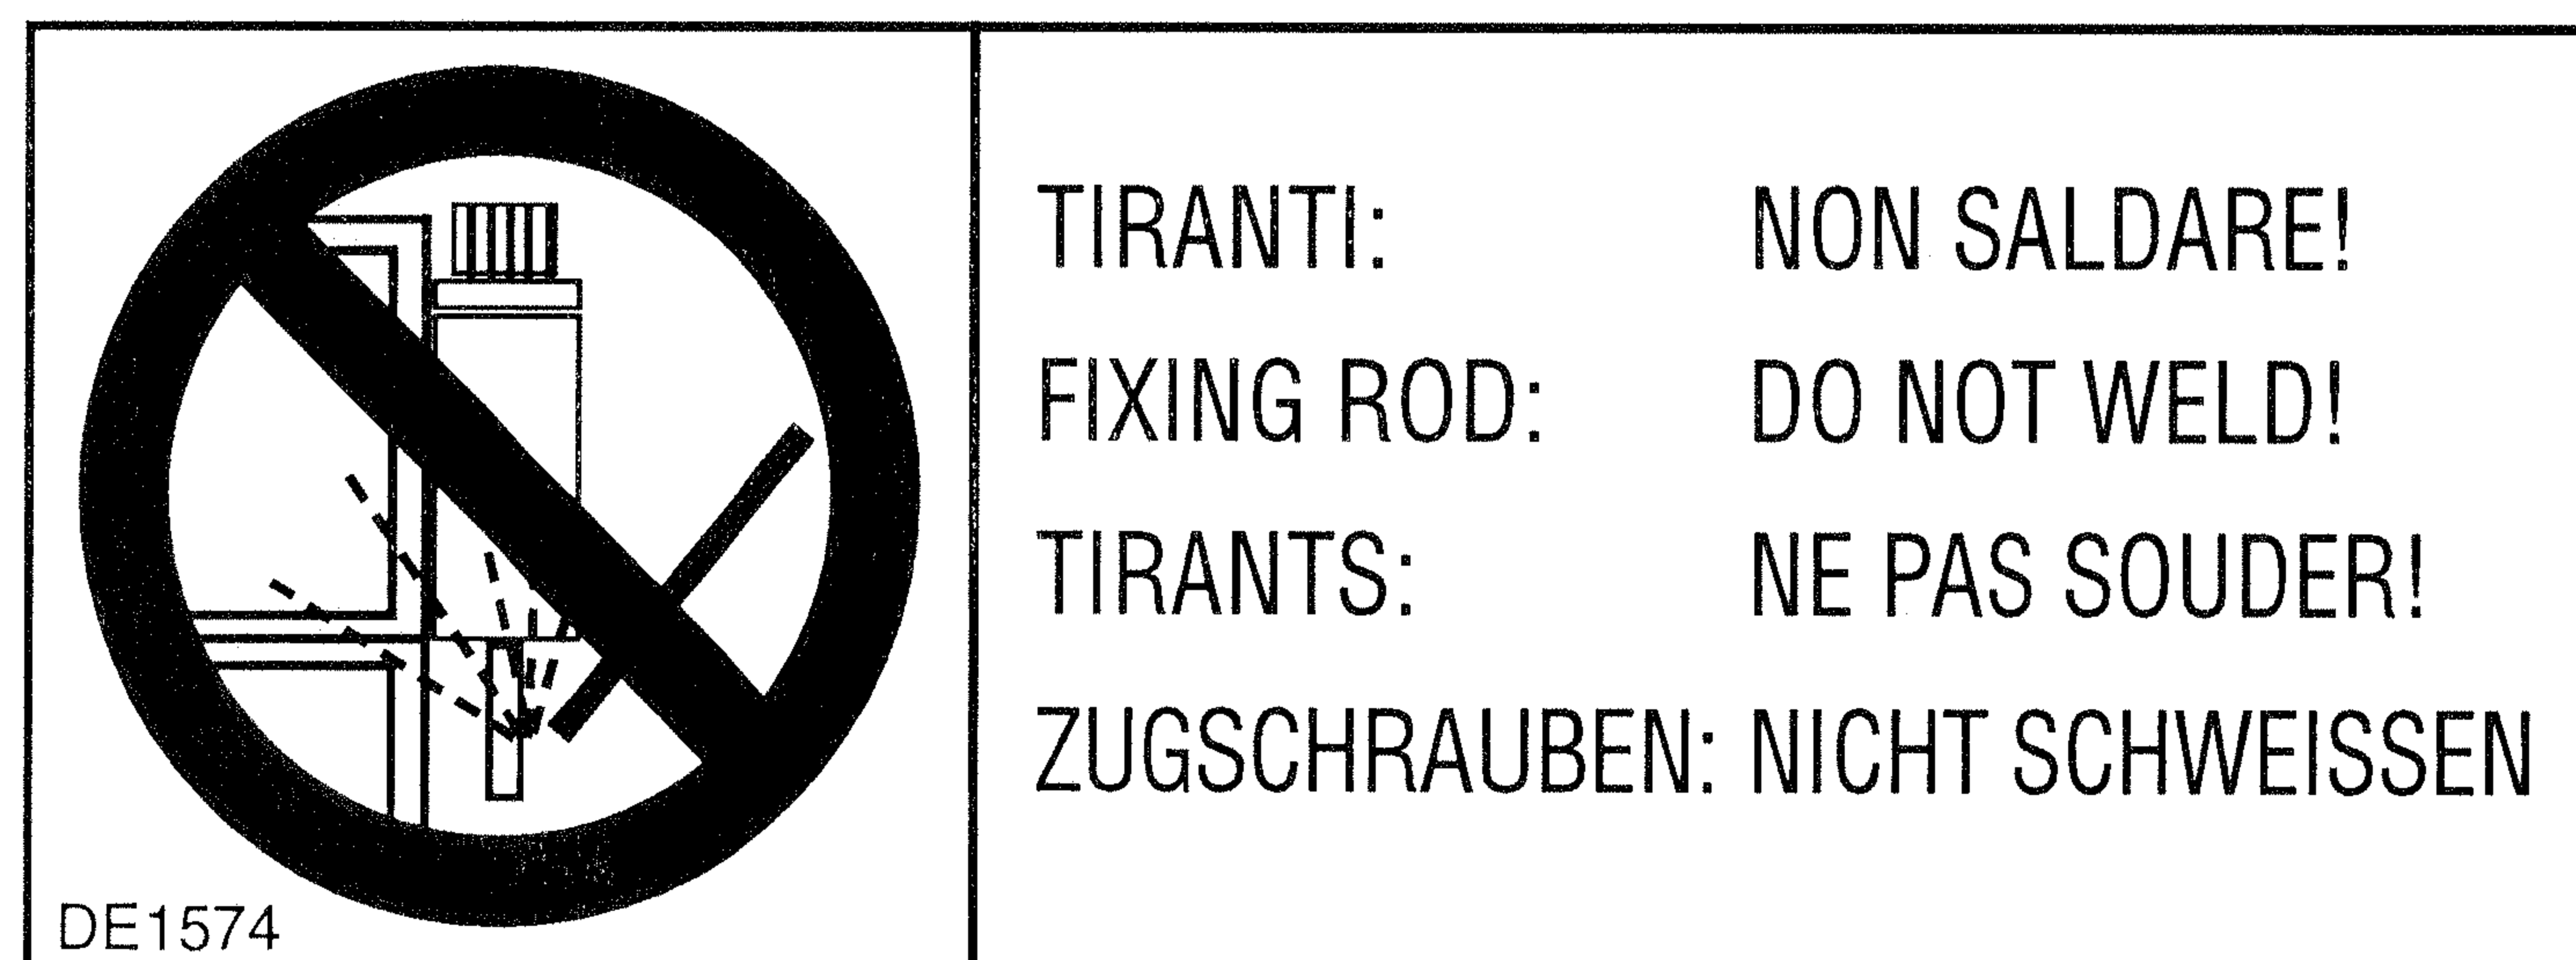 TIRANTI: NON SALDARE!
FIXING ROD: DO NOT WELD!
TIRANTS: NE PAS SOUDER!
ZUGSCHRAUBEN: NICHT SCHWEISSEN
DE1574